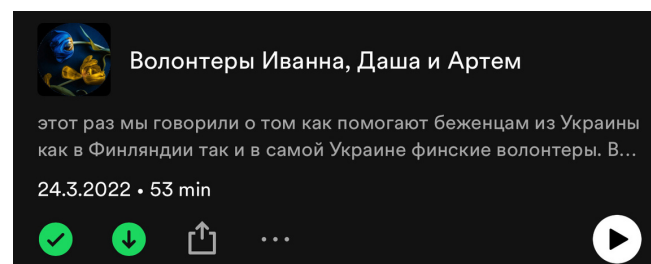 Волонтеры Иванна, Даша и Артем
этот раз мы говорили о том как помогают беженцам из Украины
как в Финляндии так и в самой Украине финские волонтеры. В...
24.3.2022 • 53 min